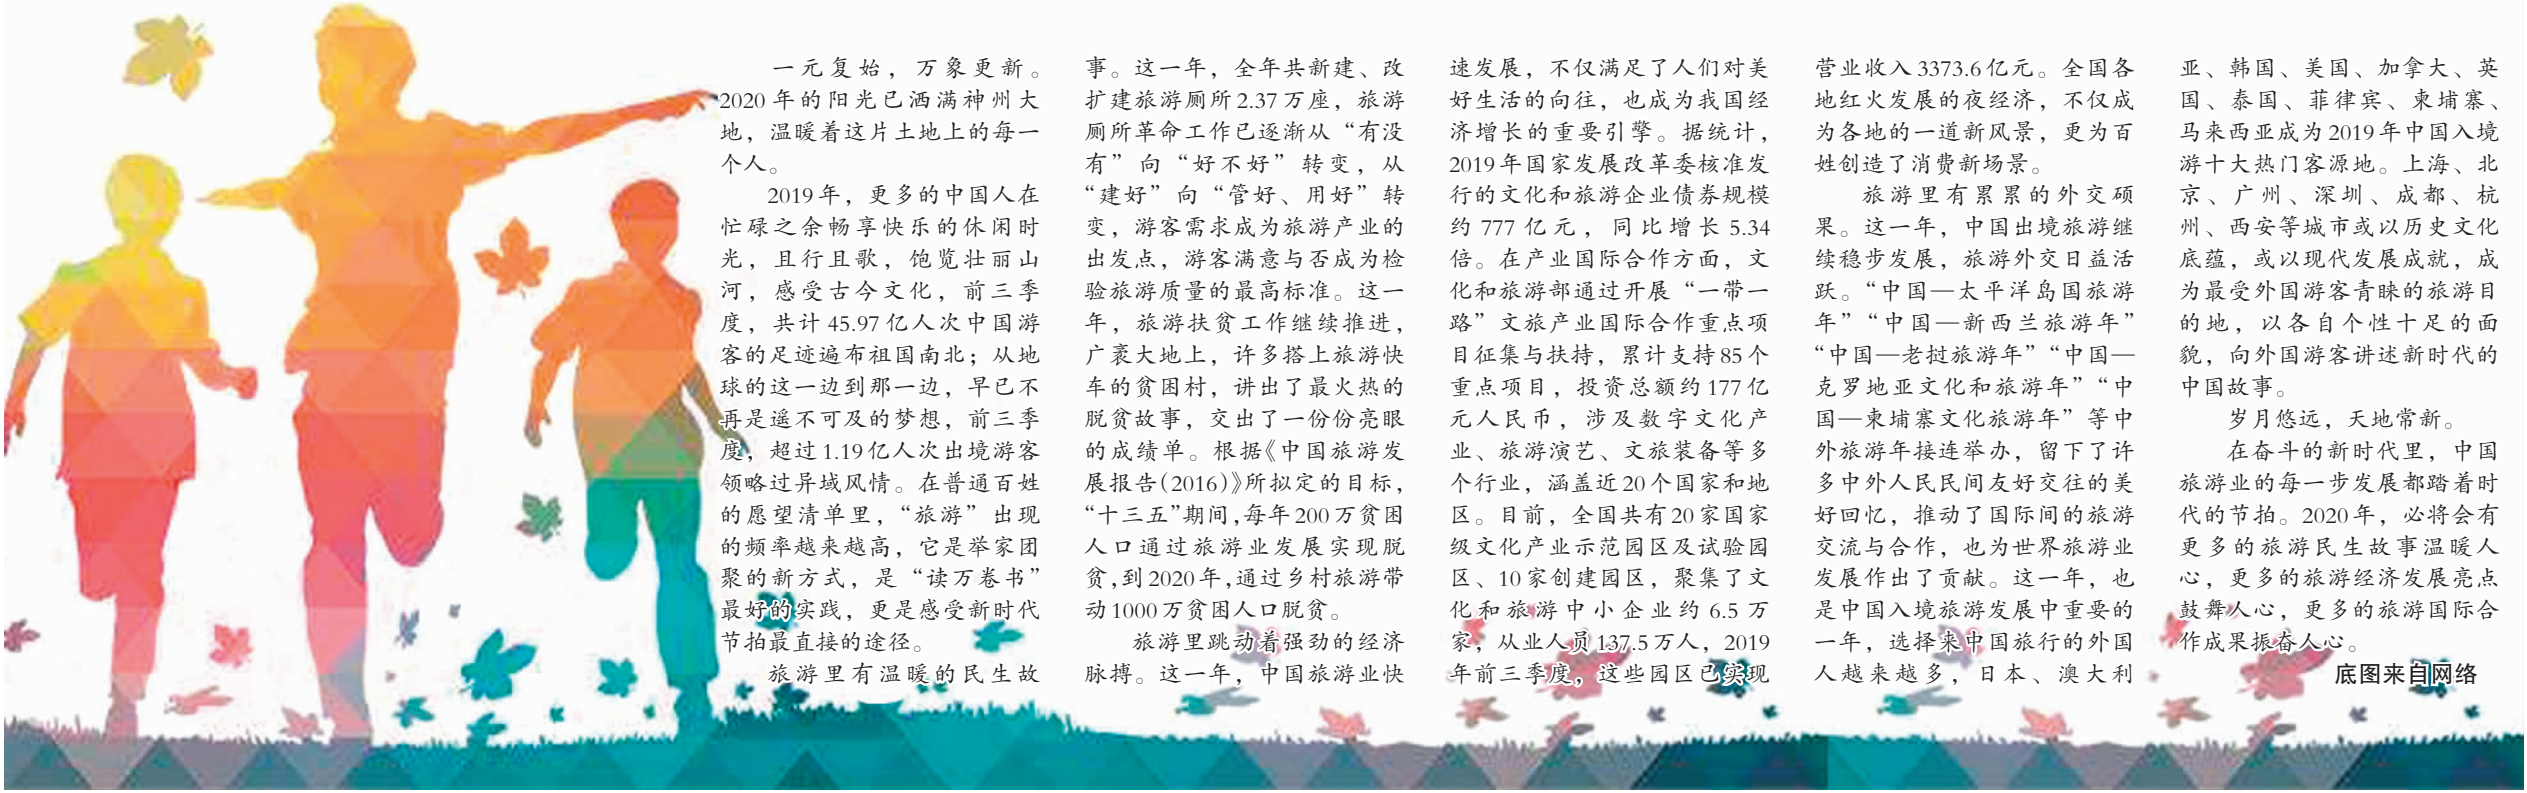 一元复始，万象更新。
2020年的阳光已洒满神州大
地，温暖着这片土地上的每一
个人。
2019年，更多的中国人在
忙碌之余畅享快乐的休闲时
光，且行且歌，饱览壮丽山
河，感受古今文化，前三季
度，共计45.97亿人次中国游
客的足迹遍布祖国南北；从地
球的这一边到那一边，早已不
再是遥不可及的梦想，前三季
度，超过1.19亿人次出境游客
领略过异域风情。在普通百姓
的愿望清单里，“旅游”出现
的频率越来越高，它是举家团
聚的新方式，是“读万卷书”
最好的实践，更是感受新时代
节拍最直接的途径。
旅游里有温暖的民生故
事。这一年，全年共新建、改
扩建旅游厕所2.37万座，旅游
厕所革命工作已逐渐从“有没
有”向“好不好”转变，从
“建好”向“管好、用好”转
变，游客需求成为旅游产业的
出发点，游客满意与否成为检
验旅游质量的最高标准。这一
年，旅游扶贫工作继续推进，
广袤大地上，许多搭上旅游快
车的贫困村，讲出了最火热的
脱贫故事，交出了一份份亮眼
的成绩单。根据《中国旅游发
展报告(2016)》所拟定的目标，
“十三五”期间，每年200万贫困
人口通过旅游业发展实现脱
贫，到2020年，通过乡村旅游带
动1000万贫困人口脱贫。
旅游里跳动着强劲的经济
脉搏。这一年，中国旅游业快
速发展，不仅满足了人们对美
好生活的向往，也成为我国经
济增长的重要引擎。据统计，
2019年国家发展改革委核准发
行的文化和旅游企业债券规模
约777亿元，同比增长5.34
倍。在产业国际合作方面，文
化和旅游部通过开展“一带一
路”文旅产业国际合作重点项
目征集与扶持，累计支持85个
重点项目，投资总额约177亿
元人民币，涉及数字文化产
业、旅游演艺、文旅装备等多
个行业，涵盖近20个国家和地
区。目前，全国共有20家国家
级文化产业示范园区及试验园
区、10家创建园区，聚集了文
化和旅游中小企业约6.5万
家，从业人员137.5万人，2019
年前三季度，这些园区已实现
营业收入3373.6亿元。全国各
地红火发展的夜经济，不仅成
为各地的一道新风景，更为百
姓创造了消费新场景。
旅游里有累累的外交硕
果。这一年，中国出境旅游继
续稳步发展，旅游外交日益活
跃。“中国—太平洋岛国旅游
年”“中国—新西兰旅游年”
“中国—老挝旅游年”“中国—
克罗地亚文化和旅游年”“中
国—柬埔寨文化旅游年”等中
外旅游年接连举办，留下了许
多中外人民民间友好交往的美
好回忆，推动了国际间的旅游
交流与合作，也为世界旅游业
发展作出了贡献。这一年，也
是中国入境旅游发展中重要的
一年，选择来中国旅行的外国
人越来越多，日本、澳大利
亚、韩国、美国、加拿大、英
国、泰国、菲律宾、柬埔寨、
马来西亚成为2019年中国入境
游十大热门客源地。上海、北
京、广州、深圳、成都、杭
州、西安等城市或以历史文化
底蕴，或以现代发展成就，成
为最受外国游客青睐的旅游目
的地，以各自个性十足的面
貌，向外国游客讲述新时代的
中国故事。
岁月悠远，天地常新。
在奋斗的新时代里，中国
旅游业的每一步发展都踏着时
代的节拍。2020年，必将会有
更多的旅游民生故事温暖人
心，更多的旅游经济发展亮点
鼓舞人心，更多的旅游国际合
作成果振奋人心。
底图来自网络